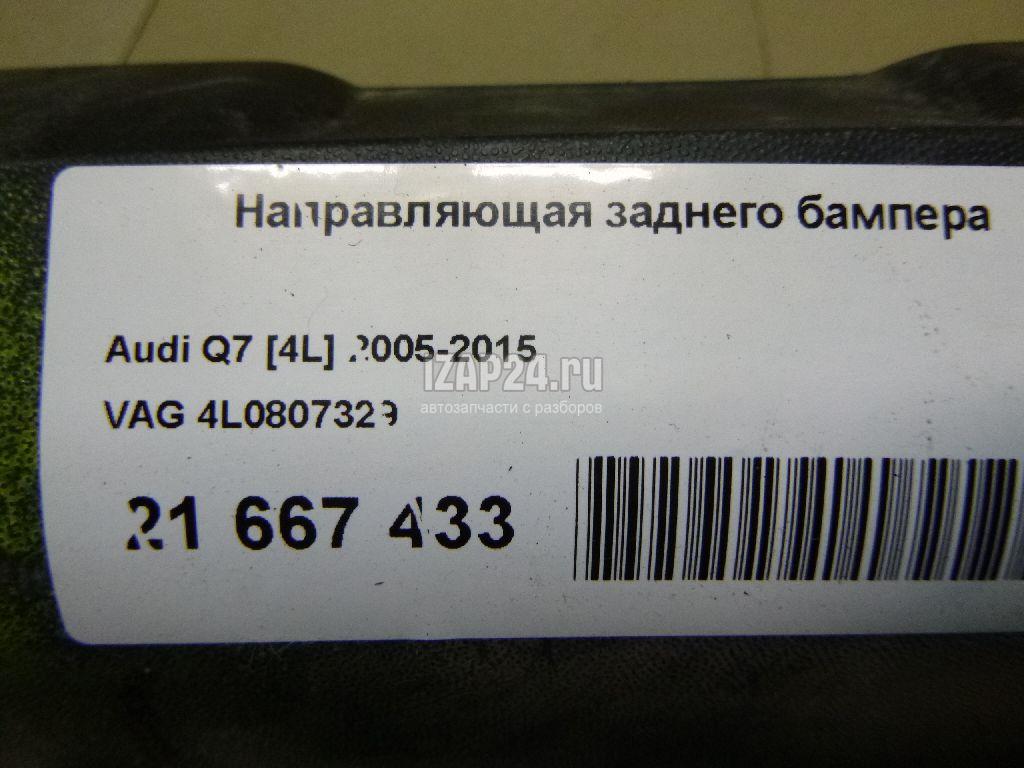 Направляющая заднего бампера
Audi Q7 [4L] 2005-2015
IZAP24.ru
автозапчасти с разборов
VAG 4L0807329
21 667 433